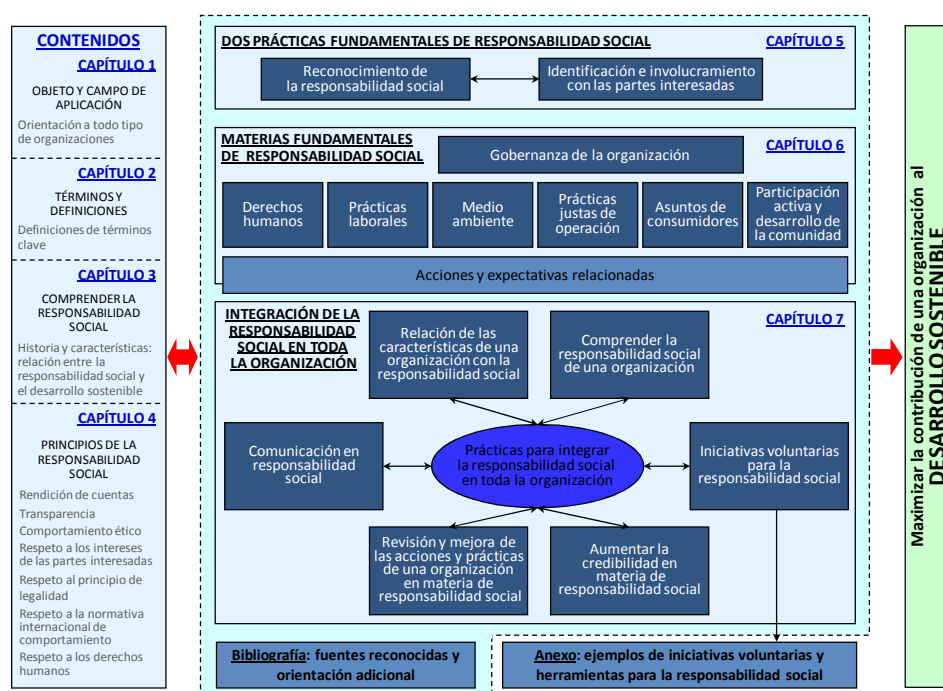 CONTENIDOS
CAPÍTULO 1
OBJETO Y CAMPO DE
APLICACIÓN
Orientación a todo tipo
de organizaciones
CAPÍTULO 2
TÉRMINOS Y
DEFINICIONES
Definiciones de términos
clave
CAPÍTULO 3
COMPRENDER LA
RESPONSABILIDAD
SOCIAL
Historia y características:
relación entre la
responsabilidad social y
el desarrollo sostenible
CAPÍTULO 4
PRINCIPIOS DE LA
RESPONSABILIDAD
SOCIAL
Rendición de cuentas
Transparencia
Comportamiento ético
Respeto a los intereses
de las partes interesadas
Respeto al principio de
legalidad
Respeto a la normativa
internacional de
comportamiento
Respeto a los derechos
humanos
DOS PRÁCTICAS FUNDAMENTALES DE RESPONSABILIDAD SOCIAL
CAPÍTULO 5
Reconocimiento de
la responsabilidad social
Identificación e involucramiento
con las partes interesadas
MATERIAS FUNDAMENTALES
DE RESPONSABILIDAD SOCIAL
CAPÍTULO 6
Gobernanza de la organización
Derechos
humanos
Prácticas
laborales
Medio
ambiente
Prácticas
justas de
operación
Asuntos de
consumidores
Participación
activa y
desarrollo de
la comunidad
Acciones y expectativas relacionadas
INTEGRACIÓN DE LA
RESPONSABILIDAD
SOCIAL EN TODA
LA ORGANIZACIÓN
CAPÍTULO 7
Relación de las
características de una
organización con la
responsabilidad social
Comprender la
responsabilidad social
de una organización
Comunicación en
responsabilidad
social
Prácticas para integrar
la responsabilidad social
en toda la organización
Iniciativas voluntarias
para la
responsabilidad social
Revisión y mejora de
las acciones y prácticas
de una organización
en materia de
responsabilidad social
Aumentar la
credibilidad en
materia de
responsabilidad social
Bibliografía: fuentes reconocidas y
orientación adicional
Anexo: ejemplos de iniciativas voluntarias y
herramientas para la responsabilidad social
Maximizar la contribución de una organización al
DESARROLLO SOSTENIBLE